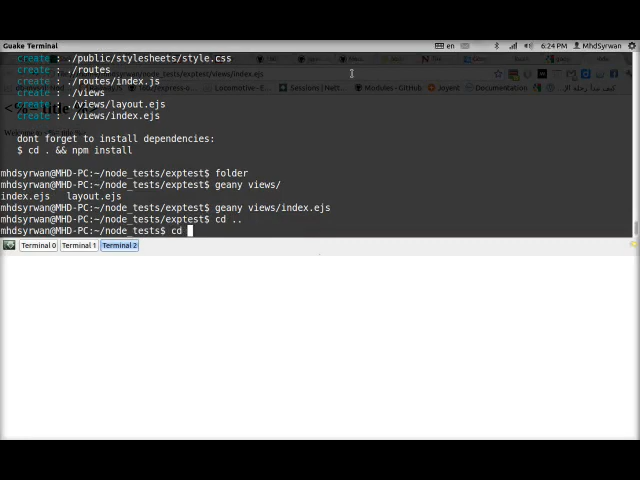 Guake Terminal en 6:24 PM MhdSyrwan
create : ./public/stylesheets/style.css
create : ./routes
create : ./routes/index.js
create : ./views
create : ./views/layout.ejs
create : ./views/index.ejs
dont forget to install dependencies:
$ cd . && npm install
mhdsyrwan@MHD-PC:~/node_tests/exptest$ folder
mhdsyrwan@MHD-PC:~/node_tests/exptest$ geany views/
index.ejs layout.ejs
mhdsyrwan@MHD-PC:~/node_tests/exptest$ geany views/index.ejs
mhdsyrwan@MHD-PC:~/node_tests/exptest$ cd ..
mhdsyrwan@MHD-PC:~/node_tests$ cd
Terminal 0 Terminal 1 Terminal 2